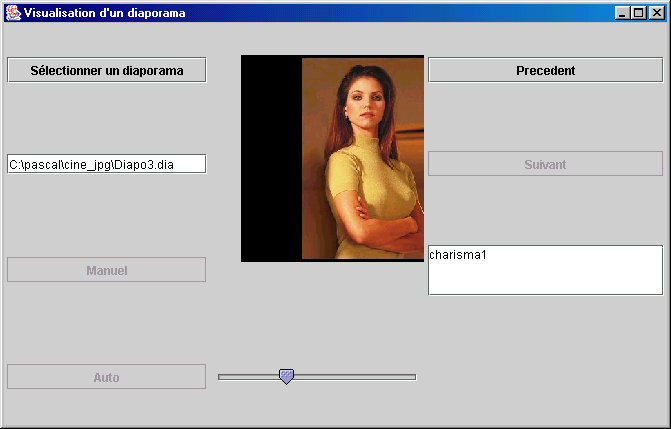 Visualisation d'un diaporama
Sélectionner un diaporama
Precedent
C:\pascal\cine_jpg\Diapo3.dia
Suivant
charisma1
Manuel
Auto